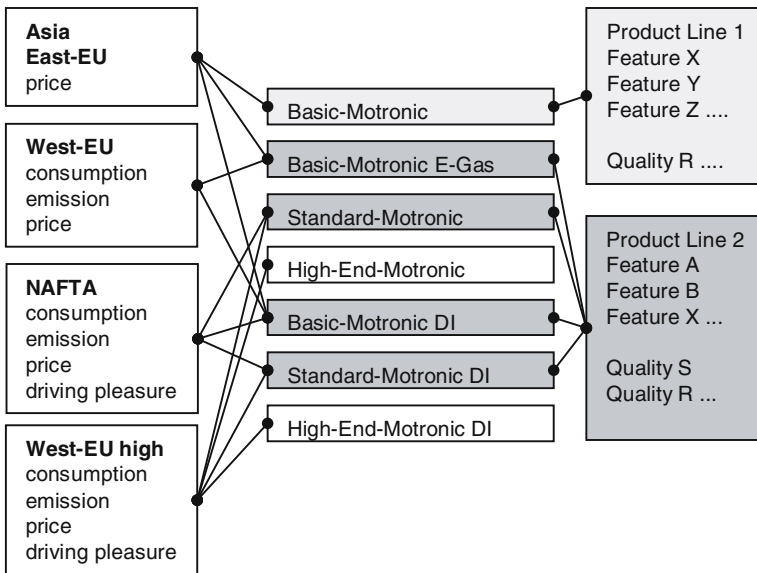 Asia
East-EU
price
West-EU
consumption
emission
price
NAFTA
consumption
emission
price
driving pleasure
West-EU high
consumption
emission
price
driving pleasure
Basic-Motronic
Basic-Motronic E-Gas
Standard-Motronic
High-End-Motronic
Basic-Motronic DI
Standard-Motronic DI
High-End-Motronic DI
Product Line 1
Feature X
Feature Y
Feature Z ....
Quality R ....
Product Line 2
Feature A
Feature B
Feature X ...
Quality S
Quality R ...